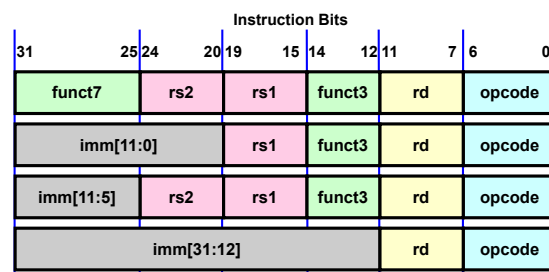 Instruction Bits
31 25 24 20 19 15 14 12 11 7 6 0
funct7 rs2 rs1 funct3 rd opcode
imm[11:0] rs1 funct3 rd opcode
imm[11:5] rs2 rs1 funct3 rd opcode
imm[31:12] rd opcode